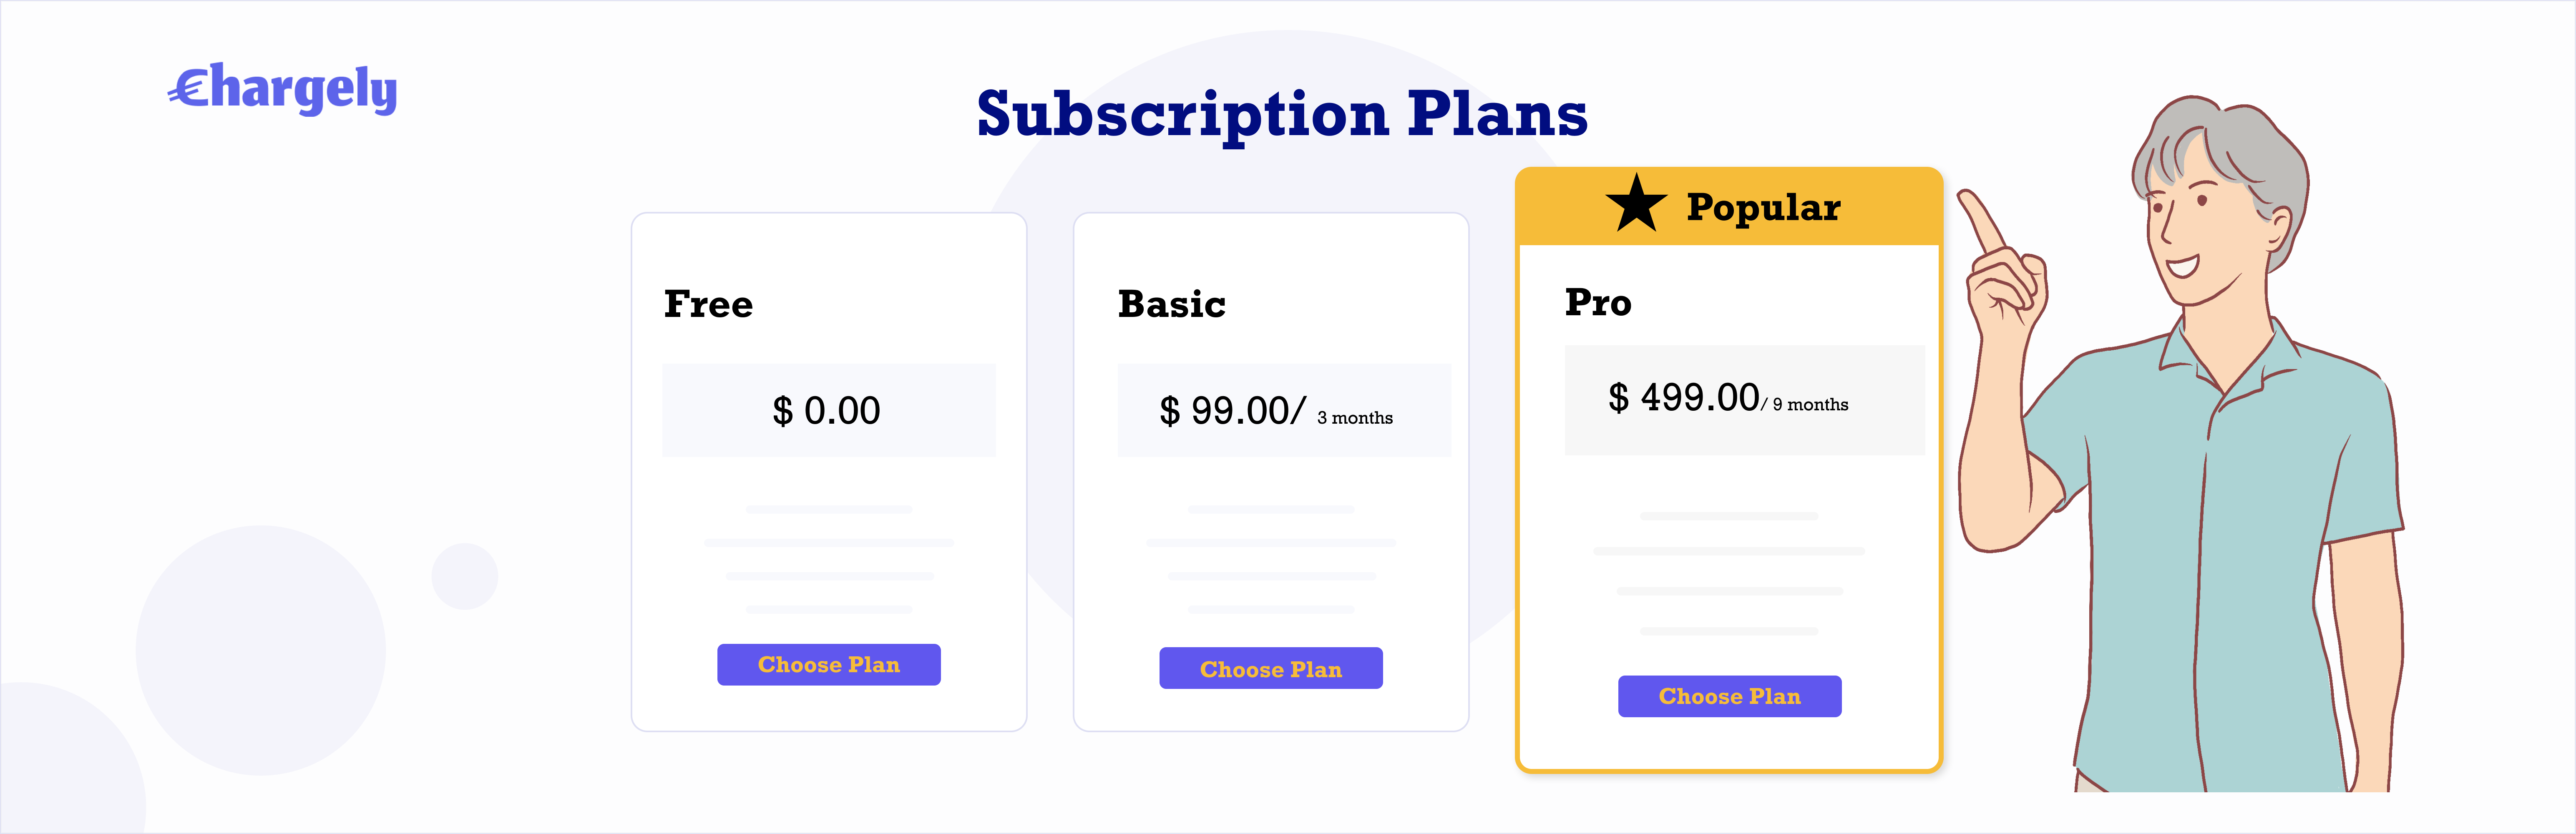 €hargely
Subscription Plans
★ Popular
Free
Basic
Pro
$ 0.00
$ 99.00/ 3 months
$ 499.00/ 9 months
Choose Plan
Choose Plan
Choose Plan